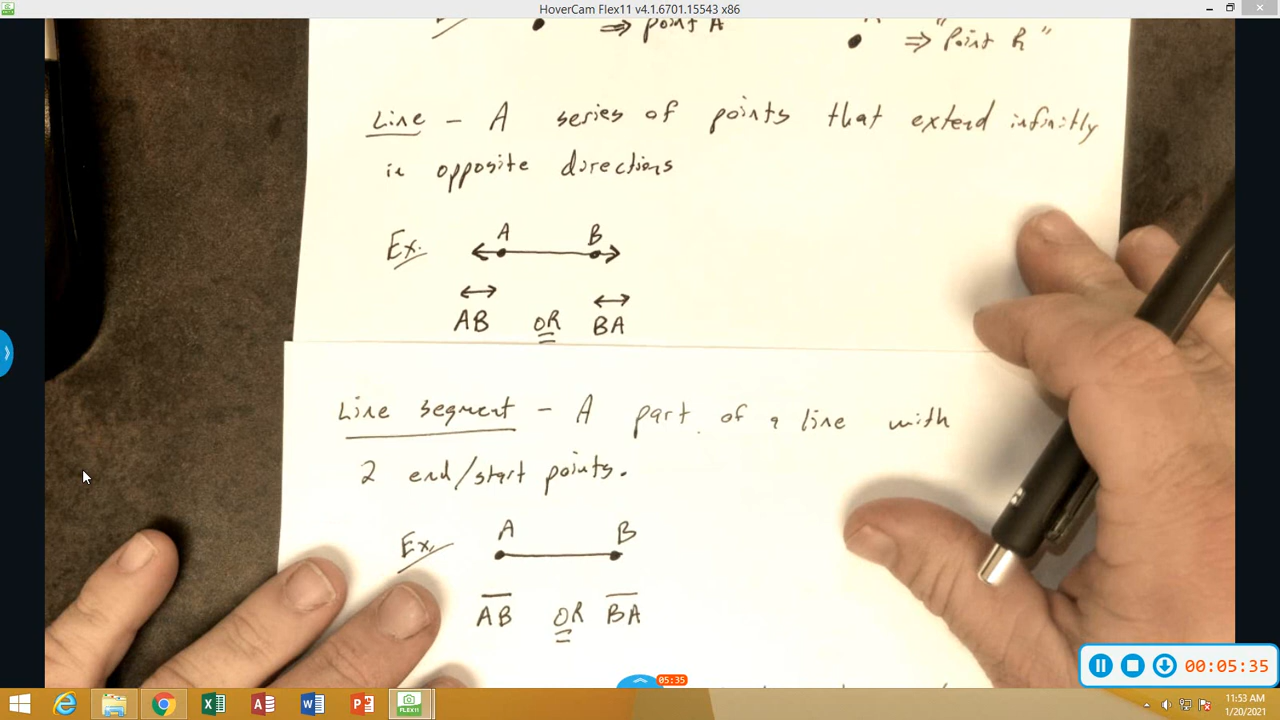 HoverCam Flex11 v4.1.6701.15543 x86
Ex
⇒ point A
⇒ "Point h"
Line - A series of points that extend infinitly
in opposite directions
Ex.
A B
AB OR BA
Line segment - A part of a line with
2 end/start points.
Ex.
A B
AB OR BA
00:05:35
05:35
FLEX11
11:53 AM
1/20/2021